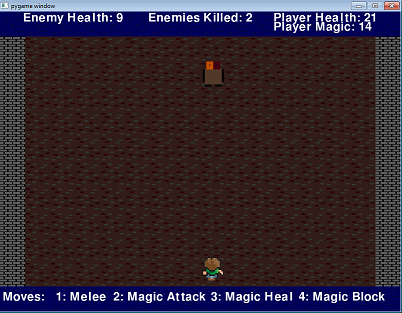 pygame window
Enemy Health: 9 Enemies Killed: 2 Player Health: 21
Player Magic: 14
Moves: 1: Melee 2: Magic Attack 3: Magic Heal 4: Magic Block